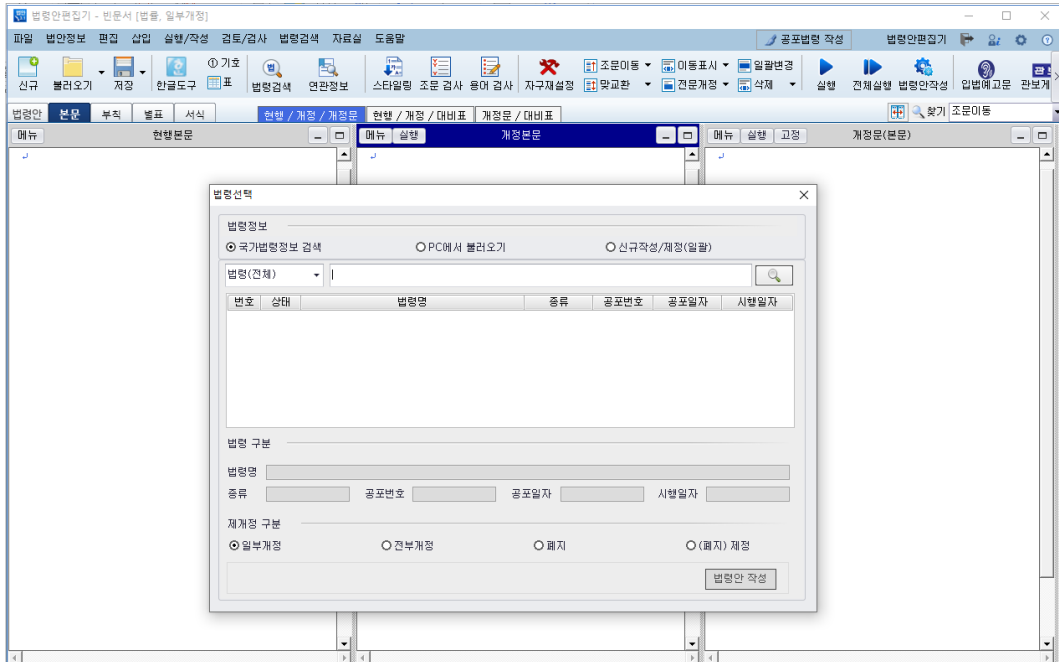 법령안편집기 - 빈문서 [법률, 일부개정]
파일 법안정보 편집 삽입 실행/작성 검토/검사 법령검색 자료실 도움말 공포법령 작성 법령안편집기
① 기호 조문이동 이동표시 일괄변경
표 맞교환 전문개정 삭제
신규 불러오기 저장 한글도구 법령검색 연관정보 스타일링 조문 검사 용어 검사 자구재설정 실행 전체실행 법령안작성 입법예고문 관보게
법령안 본문 부칙 별표 서식 현행 / 개정 / 개정문 현행 / 개정 / 대비표 개정문 / 대비표 찾기 조문이동
메뉴 현행본문 메뉴 실행 개정본문 메뉴 실행 고정 개정문(본문)
법령선택
법령정보
국가법령정보 검색 PC에서 불러오기 신규작성/제정(일괄)
법령(전체)
번호 상태 법령명 종류 공포번호 공포일자 시행일자
법령 구분
법령명
종류 공포번호 공포일자 시행일자
제개정 구분
일부개정 전부개정 폐지 (폐지) 제정
법령안 작성